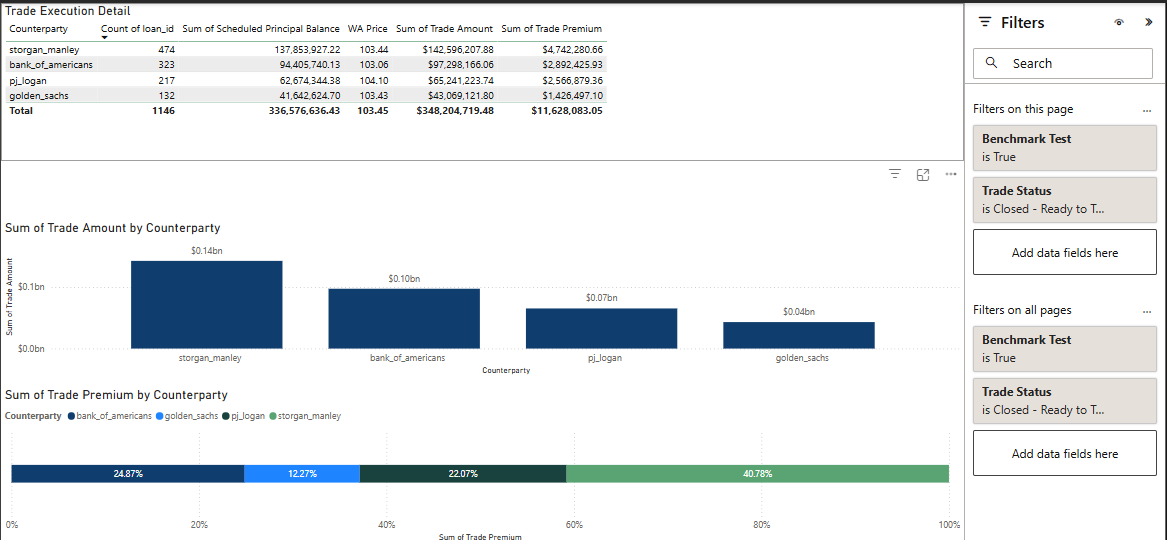 Trade Execution Detail
Counterparty Count of loan_id Sum of Scheduled Principal Balance WA Price Sum of Trade Amount Sum of Trade Premium
storgan_manley 474 137,853,927.22 103.44 $142,596,207.88 $4,742,280.66
bank_of_americans 323 94,405,740.13 103.06 $97,298,166.06 $2,892,425.93
pj_logan 217 62,674,344.38 104.10 $65,241,223.74 $2,566,879.36
golden_sachs 132 41,642,624.70 103.43 $43,069,121.80 $1,426,497.10
Total 1146 336,576,636.43 103.45 $348,204,719.48 $11,628,083.05
Sum of Trade Amount by Counterparty
Sum of Trade Amount
$0.1bn
$0.0bn
$0.14bn
$0.10bn
$0.07bn
$0.04bn
storgan_manley bank_of_americans pj_logan golden_sachs
Counterparty
Sum of Trade Premium by Counterparty
Counterparty bank_of_americans golden_sachs pj_logan storgan_manley
24.87% 12.27% 22.07% 40.78%
0% 20% 40% 60% 80% 100%
Sum of Trade Premium
Filters
Search
Filters on this page
Benchmark Test
is True
Trade Status
is Closed - Ready to T...
Add data fields here
Filters on all pages
Benchmark Test
is True
Trade Status
is Closed - Ready to T...
Add data fields here